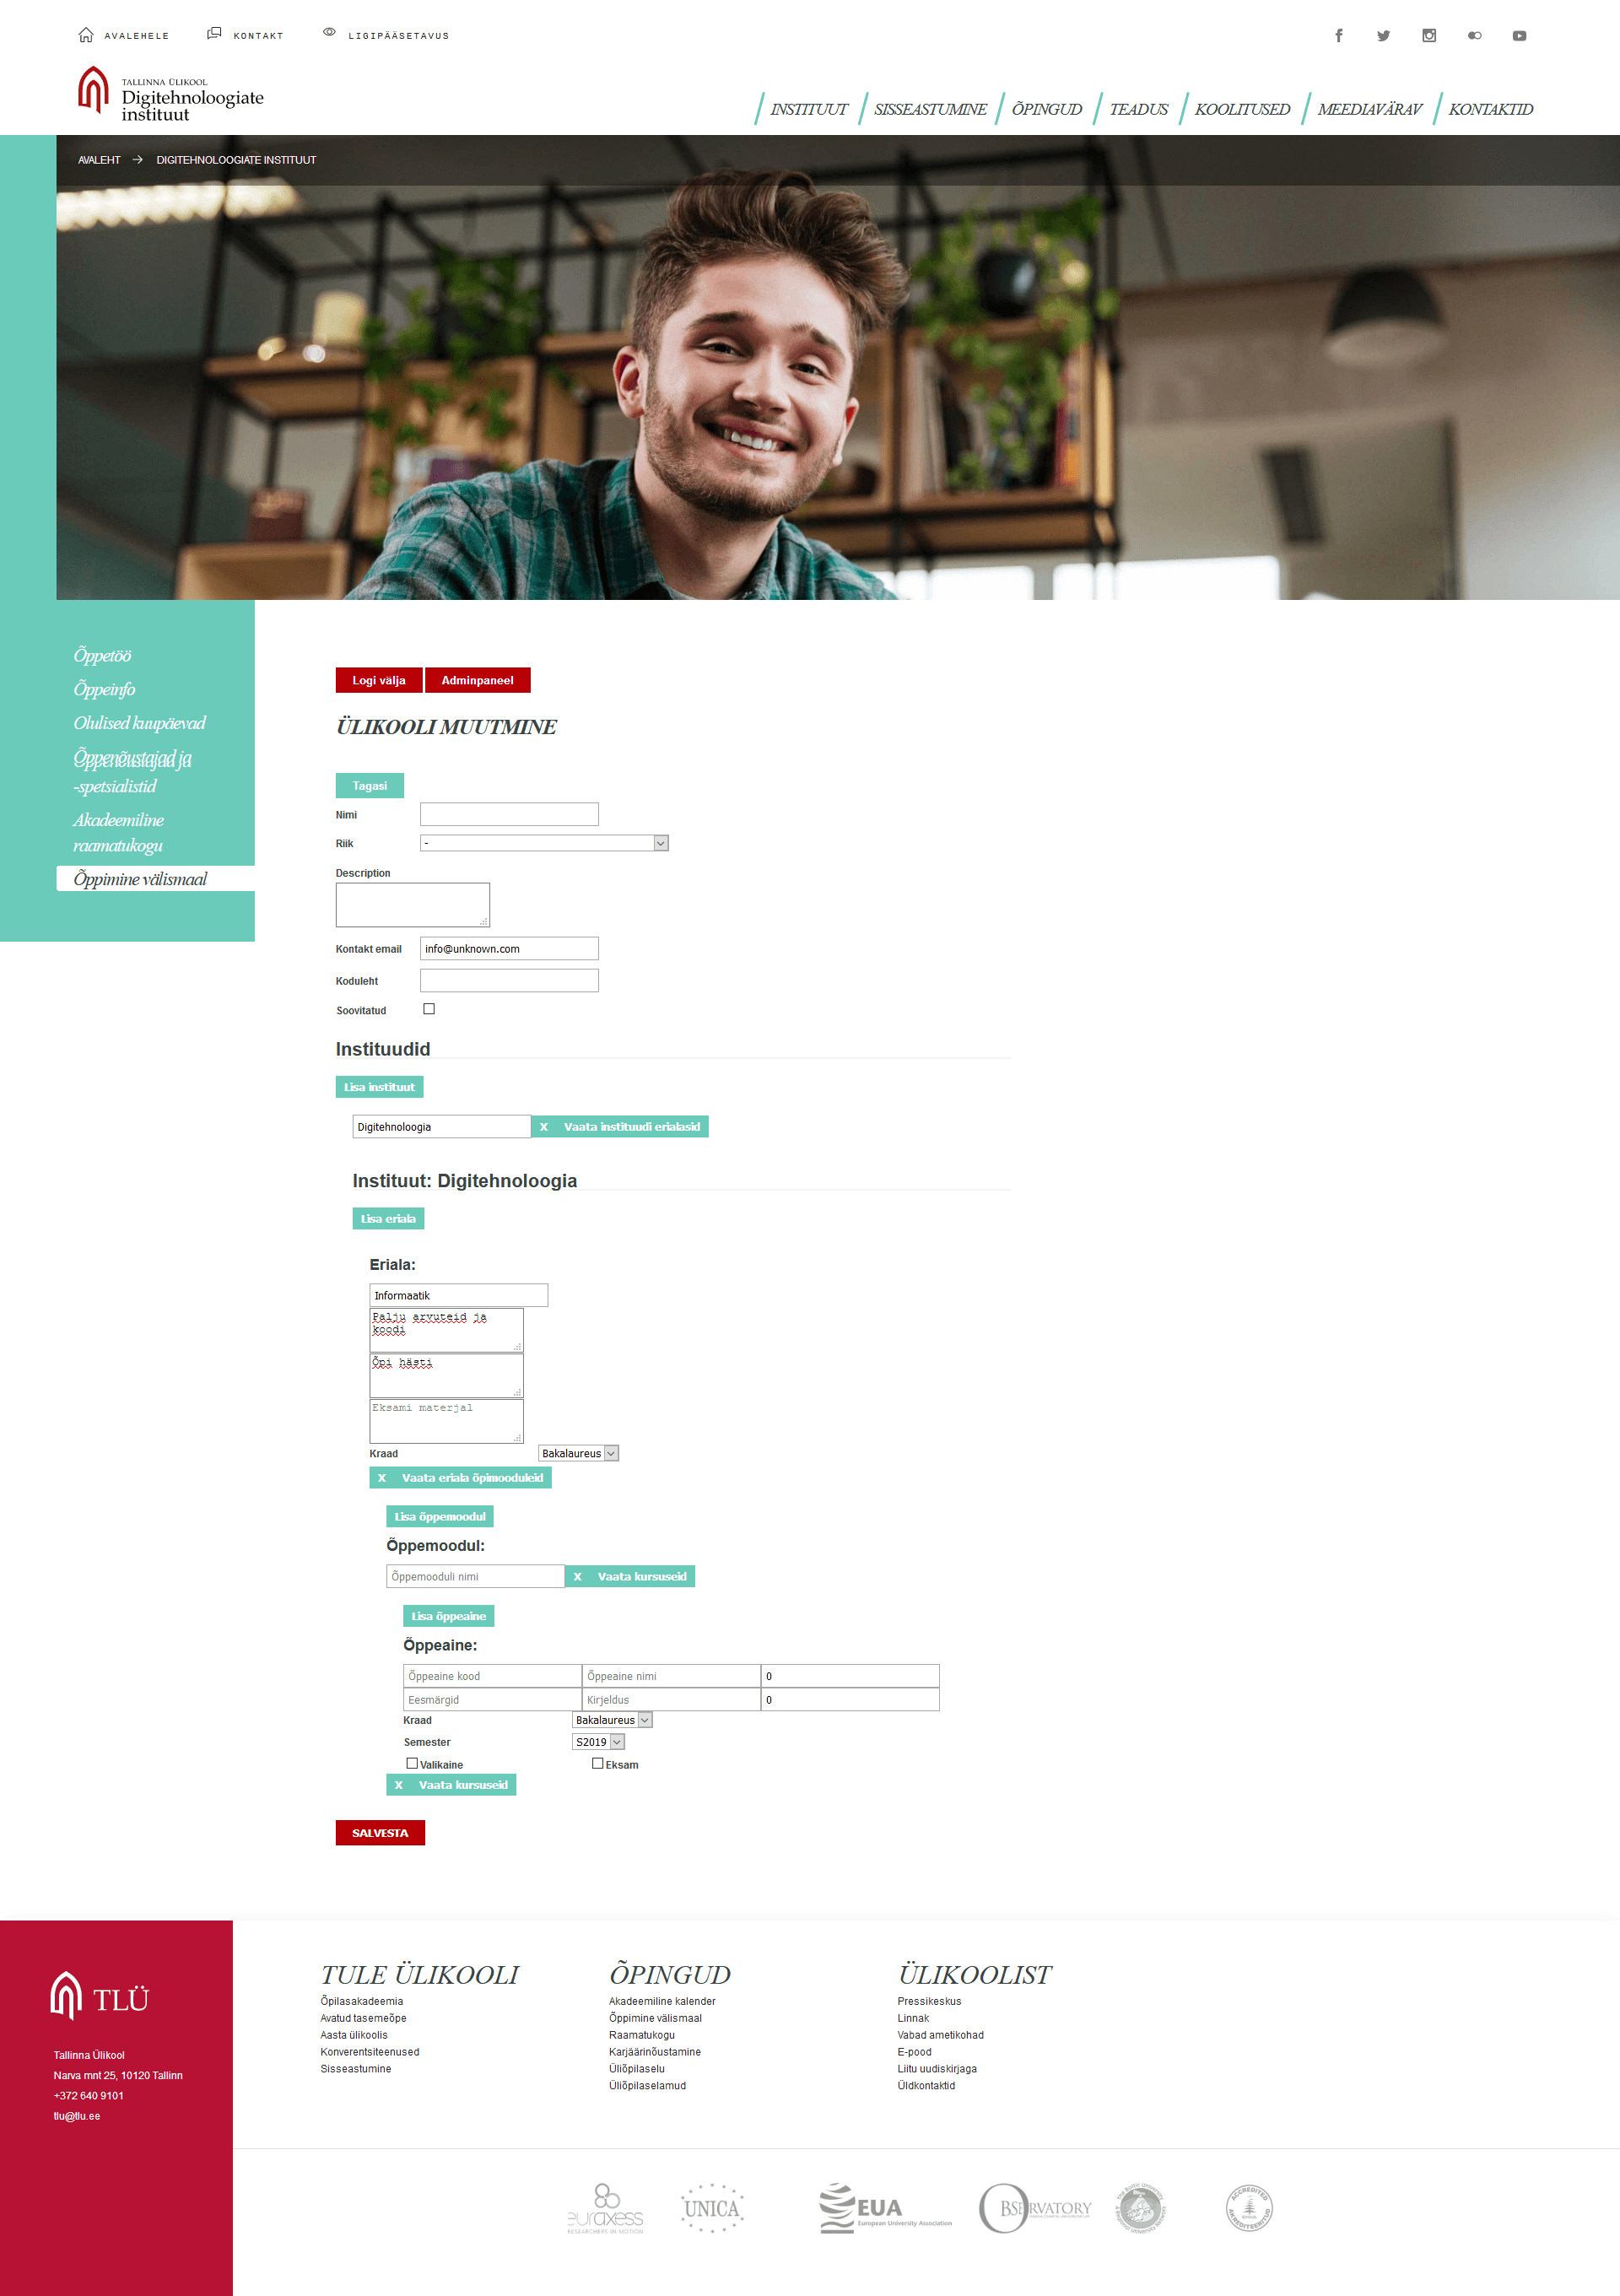 AVALEHELE KONTAKT LIGIPÄÄSETAVUS
TALLINNA ÜLIKOOL
Digitehnoloogiate
instituut
INSTITUUT SISSEASTUMINE ÕPINGUD TEADUS KOOLITUSED MEEDIAVÄRAV KONTAKTID
AVALEHT → DIGITEHNOLOOGIATE INSTITUUT
Õppetöö
Õppeinfo
Olulised kuupäevad
Õppenõustajad ja
-spetsialistid
Akadeemiline
raamatukogu
Õppimine välismaal
Logi välja Adminpaneel
ÜLIKOOLI MUUTMINE
Tagasi
Nimi
Riik -
Description
Kontakt email info@unknown.com
Koduleht
Soovitatud
Instituudid
Lisa instituut
Digitehnoloogia X Vaata instituudi erialasid
Instituut: Digitehnoloogia
Lisa eriala
Eriala:
Informaatik
Palju arvuteid ja
koodi
Õpi hästi
Eksami materjal
Kraad Bakalaureus
X Vaata eriala õpimooduleid
Lisa õppemoodul
Õppemoodul:
Õppemooduli nimi X Vaata kursuseid
Lisa õppeaine
Õppeaine:
Õppeaine kood Õppeaine nimi 0
Eesmärgid Kirjeldus 0
Kraad Bakalaureus
Semester S2019
Valikaine Eksam
X Vaata kursuseid
SALVESTA
TLÜ
Tallinna Ülikool
Narva mnt 25, 10120 Tallinn
+372 640 9101
tlu@tlu.ee
TULE ÜLIKOOLI
Õpilasakadeemia
Avatud tasemeõpe
Aasta ülikoolis
Konverentsiteenused
Sisseastumine
ÕPINGUD
Akadeemiline kalender
Õppimine välismaal
Raamatukogu
Karjäärinõustamine
Üliõpilaselu
Üliõpilaselamud
ÜLIKOOLIST
Pressikeskus
Linnak
Vabad ametikohad
E-pood
Liitu uudiskirjaga
Üldkontaktid
euraxess
RESEARCHERS IN MOTION
UNICA
EUA
European University Association
OBSERVATORY
The Baltic University
ACCREDITED
AKREDITEERITUD